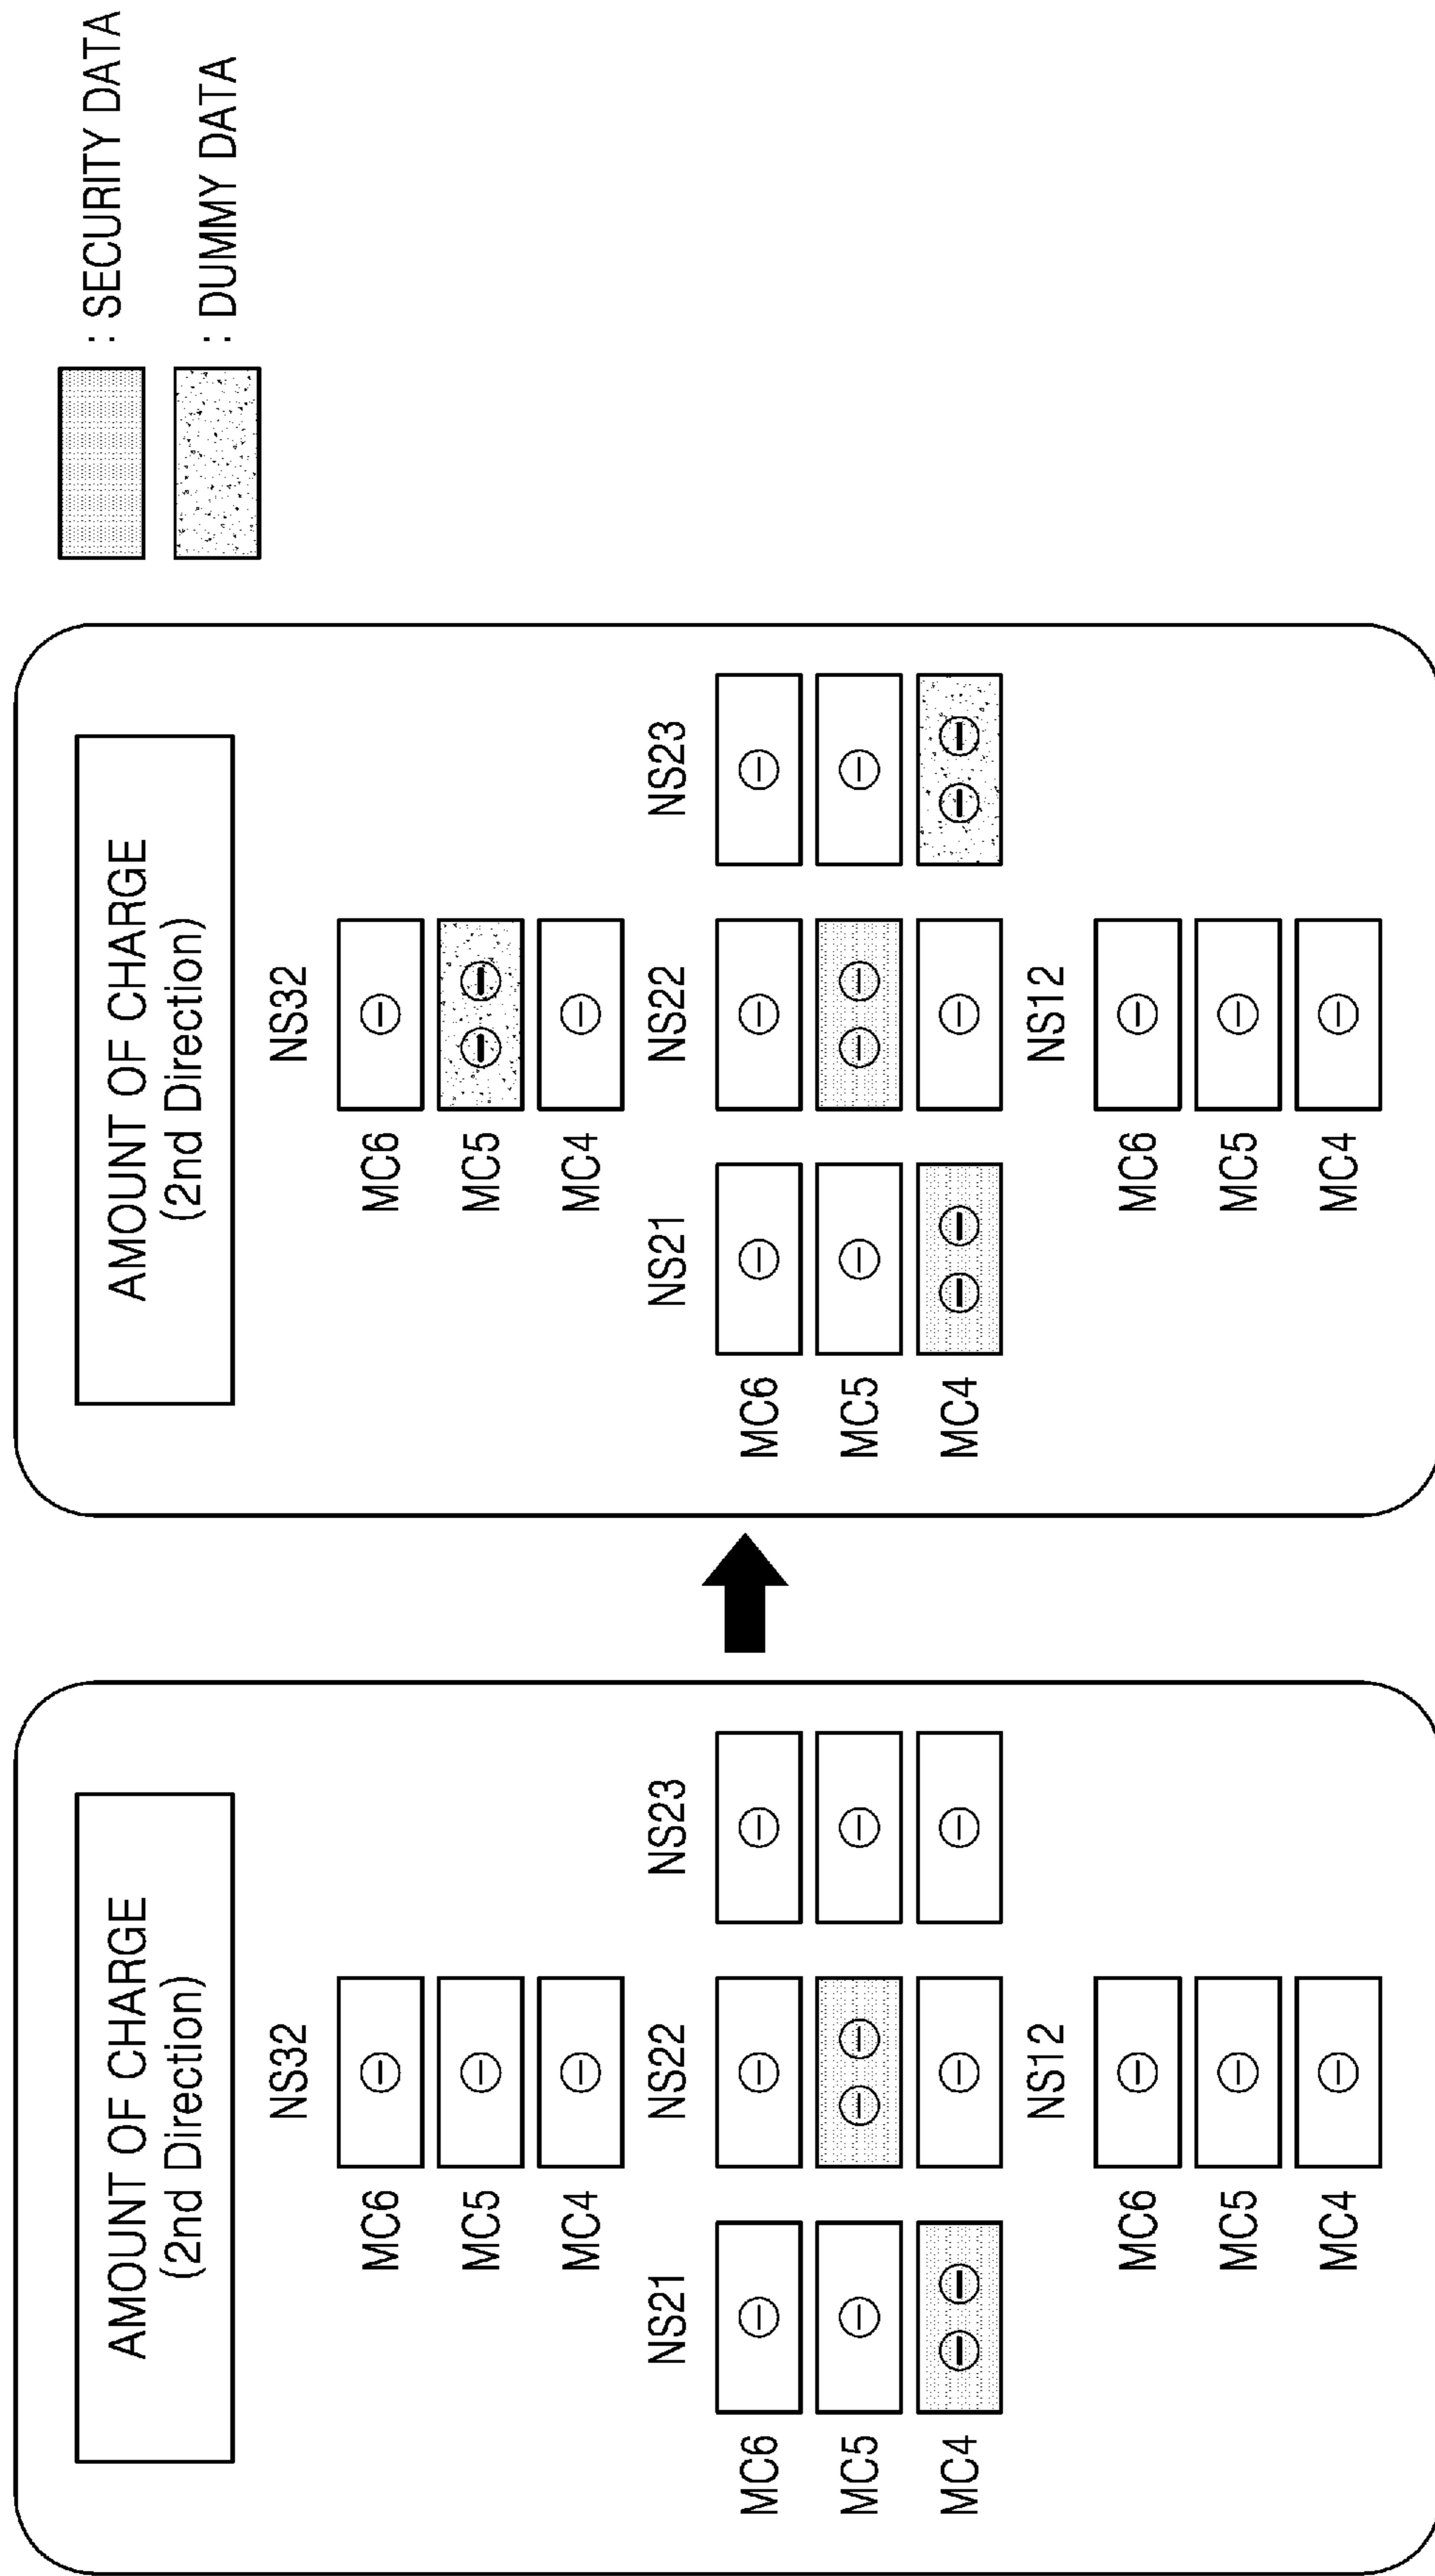 AMOUNT OF CHARGE
(2nd Direction)
NS32
MC6
MC5
MC4
NS21 NS22 NS23
MC6
MC5
MC4
NS12
MC6
MC5
MC4
AMOUNT OF CHARGE
(2nd Direction)
NS32
MC6
MC5
MC4
NS21 NS22 NS23
MC6
MC5
MC4
NS12
MC6
MC5
MC4
: SECURITY DATA
: DUMMY DATA